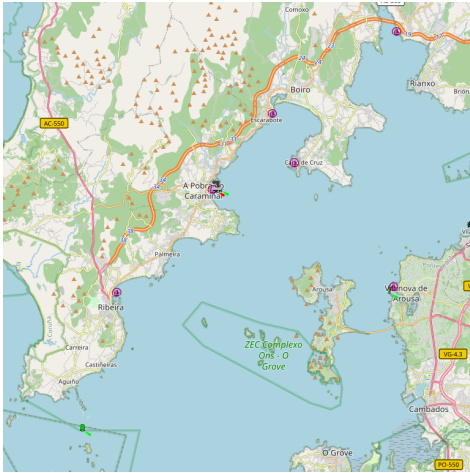 Comoxo
Rianxo
Boiro
Escarabote
AC-550
Cabo de Cruz
A Pobra do
Caramiñal
Palmeira
Ribeira
Arousa
Vilanova de
Arousa
ZEC Complexo
Ons - O
Grove
VG-4.3
Carreira
Castiñeiras
Aguiño
Cambados
O Grove
PO-550